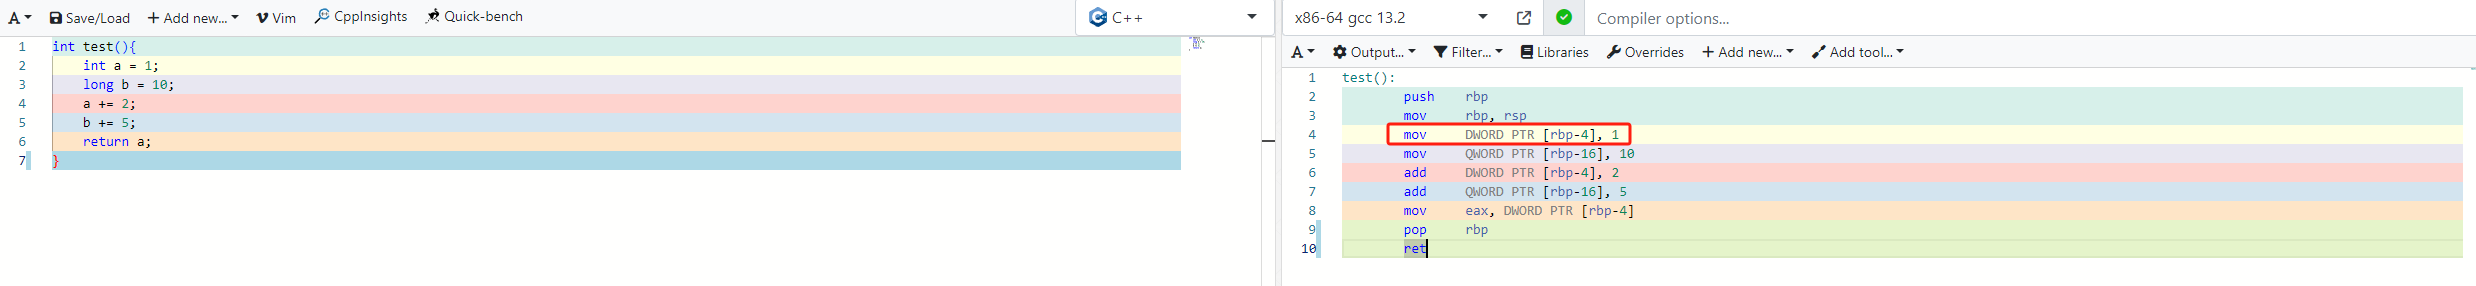 A Save/Load + Add new... Vim CppInsights Quick-bench C++
1 int test(){
2 int a = 1;
3 long b = 10;
4 a += 2;
5 b += 5;
6 return a;
7 }
x86-64 gcc 13.2 Compiler options...
A Output... Filter... Libraries Overrides + Add new... Add tool...
1 test():
2 push rbp
3 mov rbp, rsp
4 mov DWORD PTR [rbp-4], 1
5 mov QWORD PTR [rbp-16], 10
6 add DWORD PTR [rbp-4], 2
7 add QWORD PTR [rbp-16], 5
8 mov eax, DWORD PTR [rbp-4]
9 pop rbp
10 ret